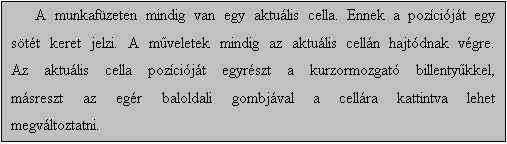 A munkafüzeten mindig van egy aktuális cella. Ennek a pozícióját egy
sötét keret jelzi. A műveletek mindig az aktuális cellán hajtódnak végre.
Az aktuális cella pozícióját egyrészt a kurzormozgató billentyűkkel,
másreszt az egér baloldali gombjával a cellára kattintva lehet
megváltoztatni.